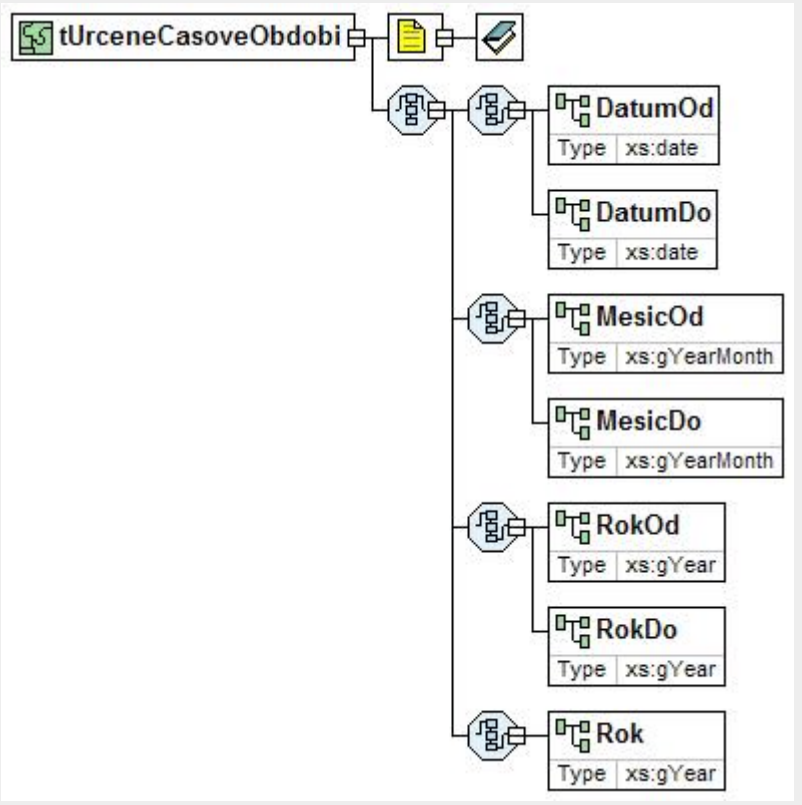 tUrceneCasoveObdobi
DatumOd
Type xs:date
DatumDo
Type xs:date
MesicOd
Type xs:gYearMonth
MesicDo
Type xs:gYearMonth
RokOd
Type xs:gYear
RokDo
Type xs:gYear
Rok
Type xs:gYear